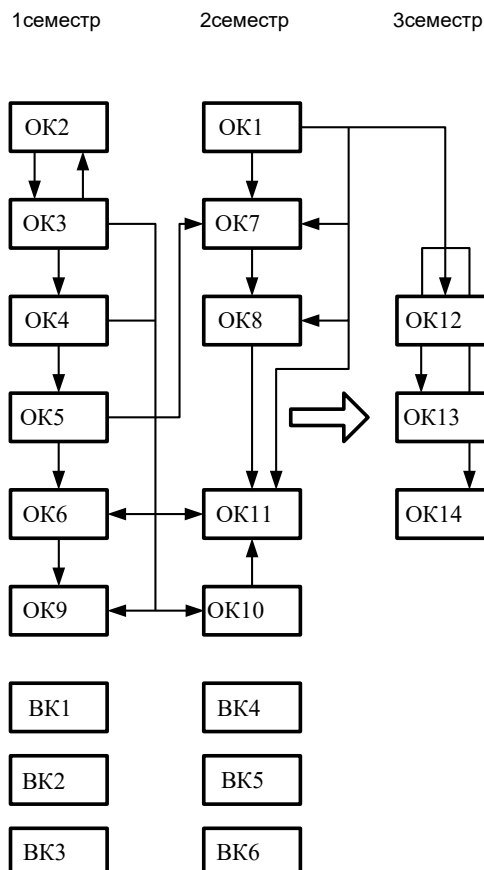 1семестр 2семестр 3семестр
ОК2 ОК1
ОК3 ОК7
ОК4 ОК8 ОК12
ОК5 ОК13
ОК6 ОК11 ОК14
ОК9 ОК10
ВК1 ВК4
ВК2 ВК5
ВК3 ВК6